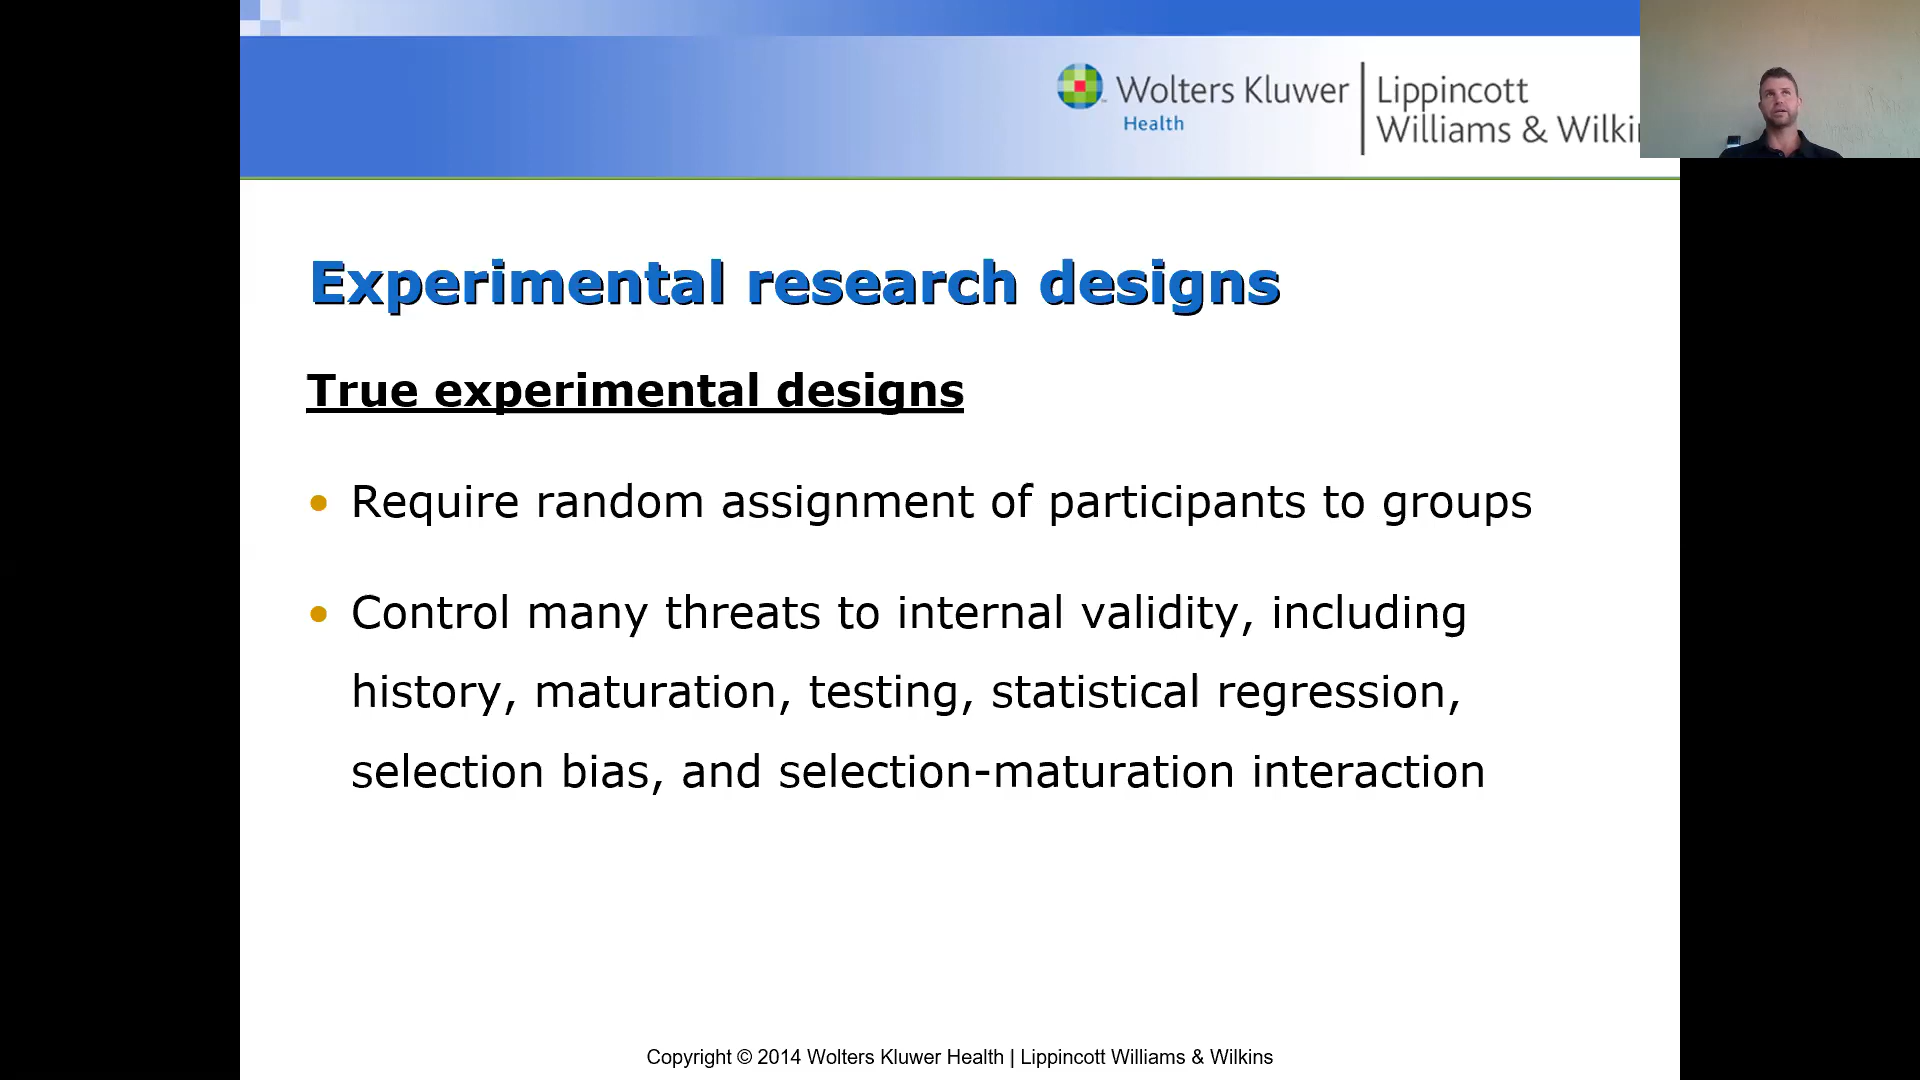 Wolters Kluwer
Health
Lippincott
Williams &
Experimental research designs
True experimental designs
• Require random assignment of participants to groups
• Control many threats to internal validity, including
history, maturation, testing, statistical regression,
selection bias, and selection-maturation interaction
Copyright © 2014 Wolters Kluwer Health | Lippincott Williams & Wilkins